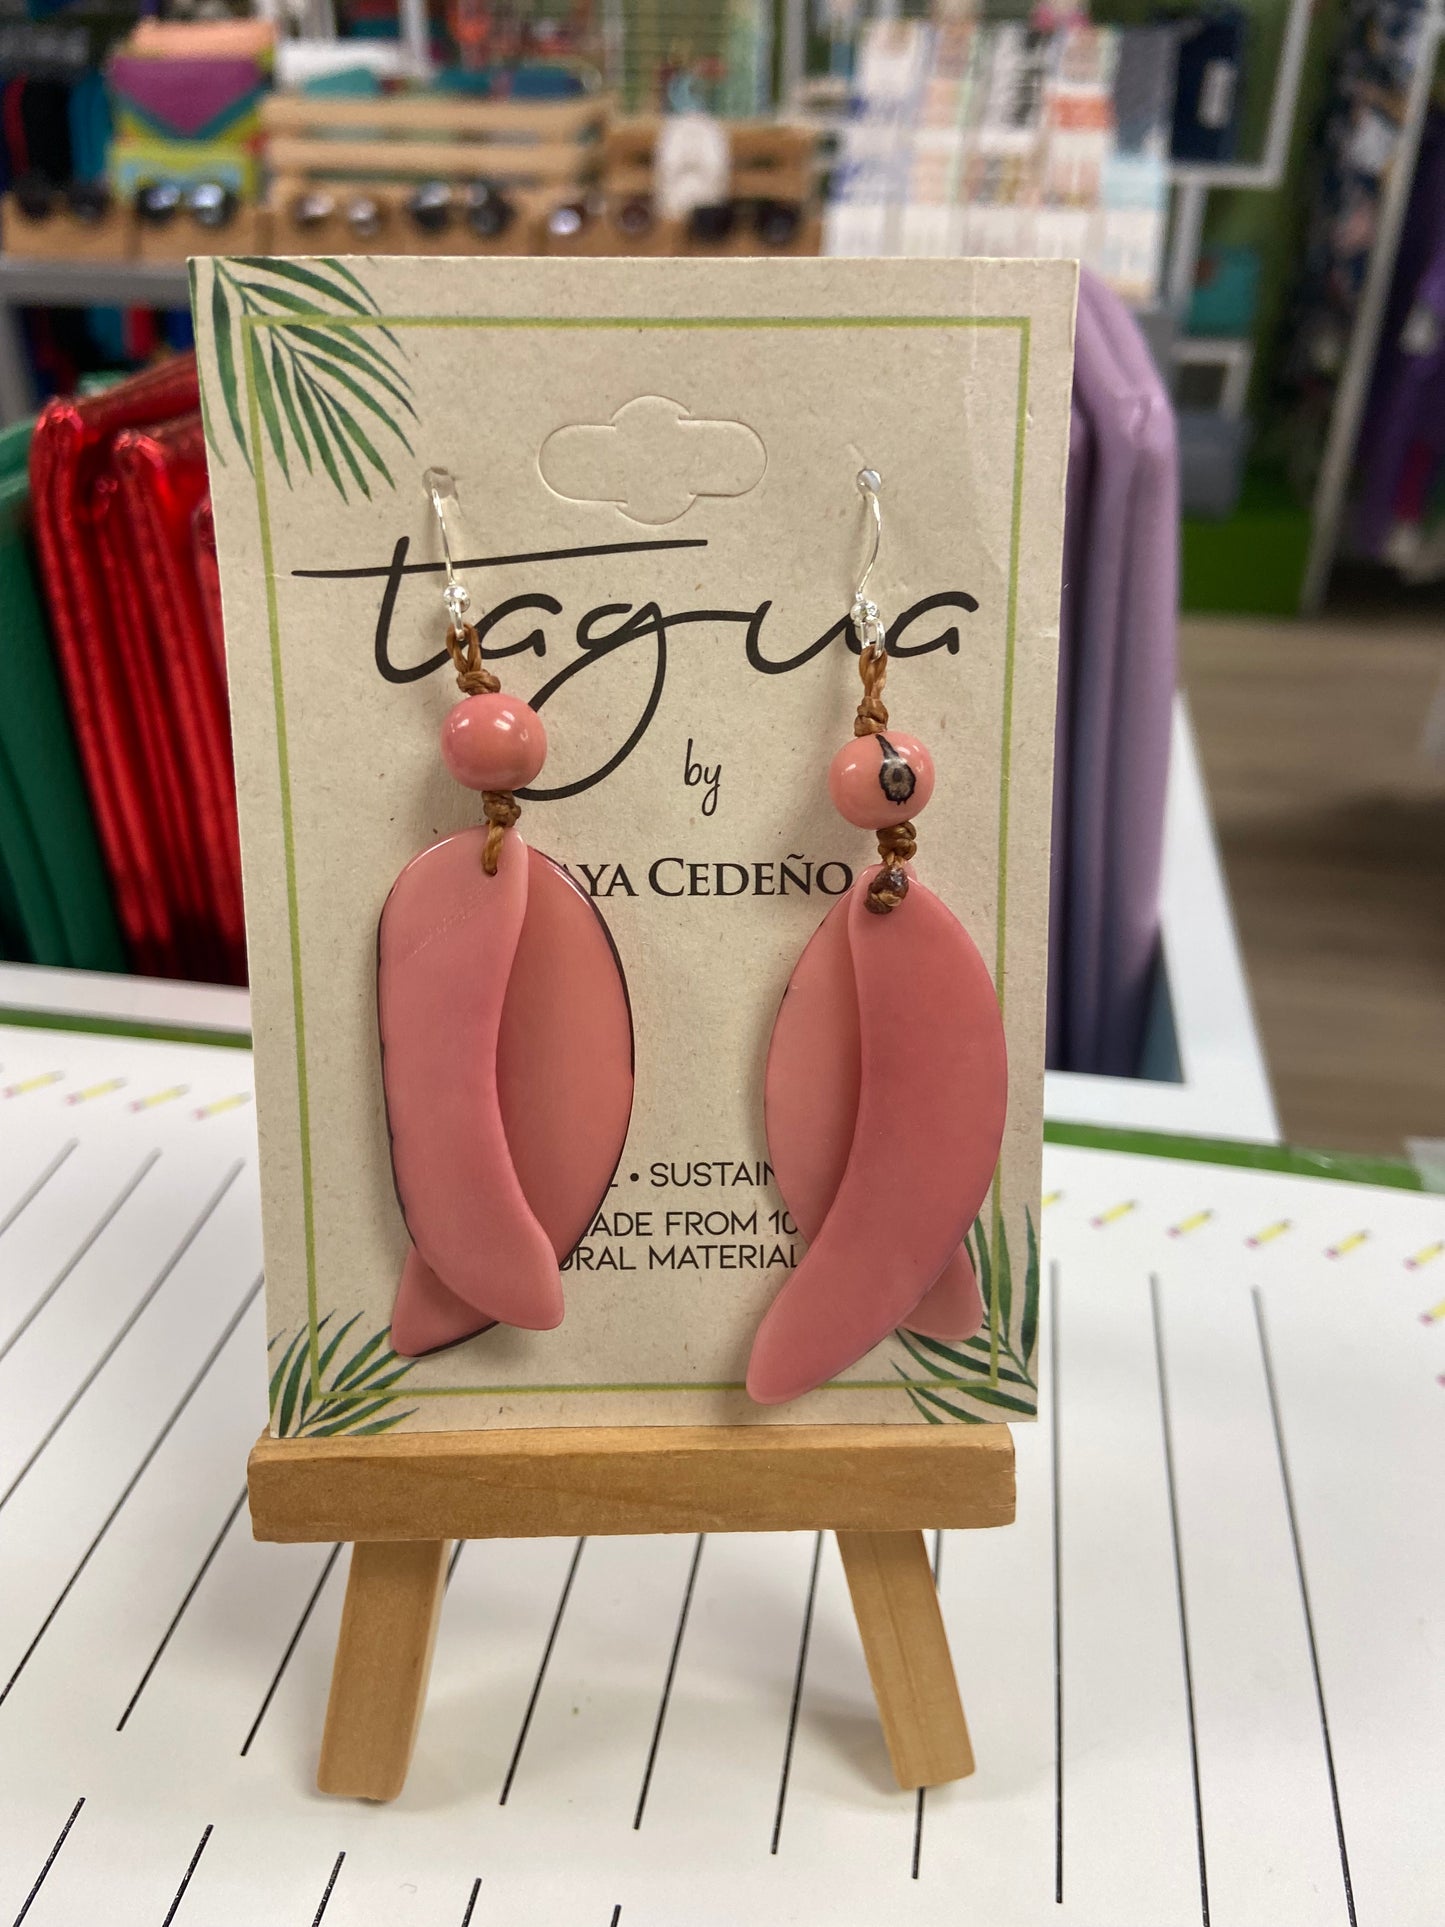 tagua
by
AYA CEDEÑO
• SUSTAIN
ADE FROM 10
URAL MATERIAL